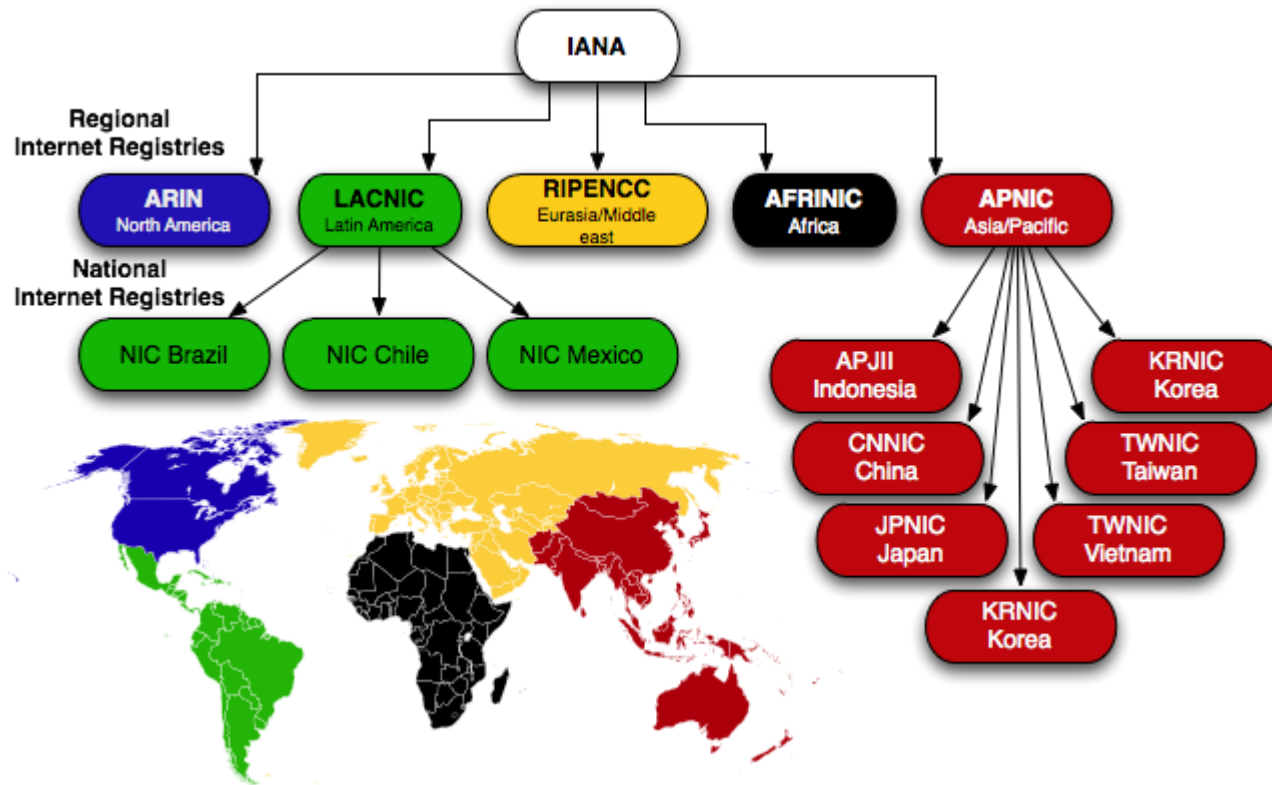 IANA
Regional
Internet Registries
ARIN
North America
LACNIC
Latin America
RIPENCC
Eurasia/Middle
east
AFRINIC
Africa
APNIC
Asia/Pacific
National
Internet Registries
NIC Brazil
NIC Chile
NIC Mexico
APJII
Indonesia
KRNIC
Korea
CNNIC
China
TWNIC
Taiwan
JPNIC
Japan
TWNIC
Vietnam
KRNIC
Korea